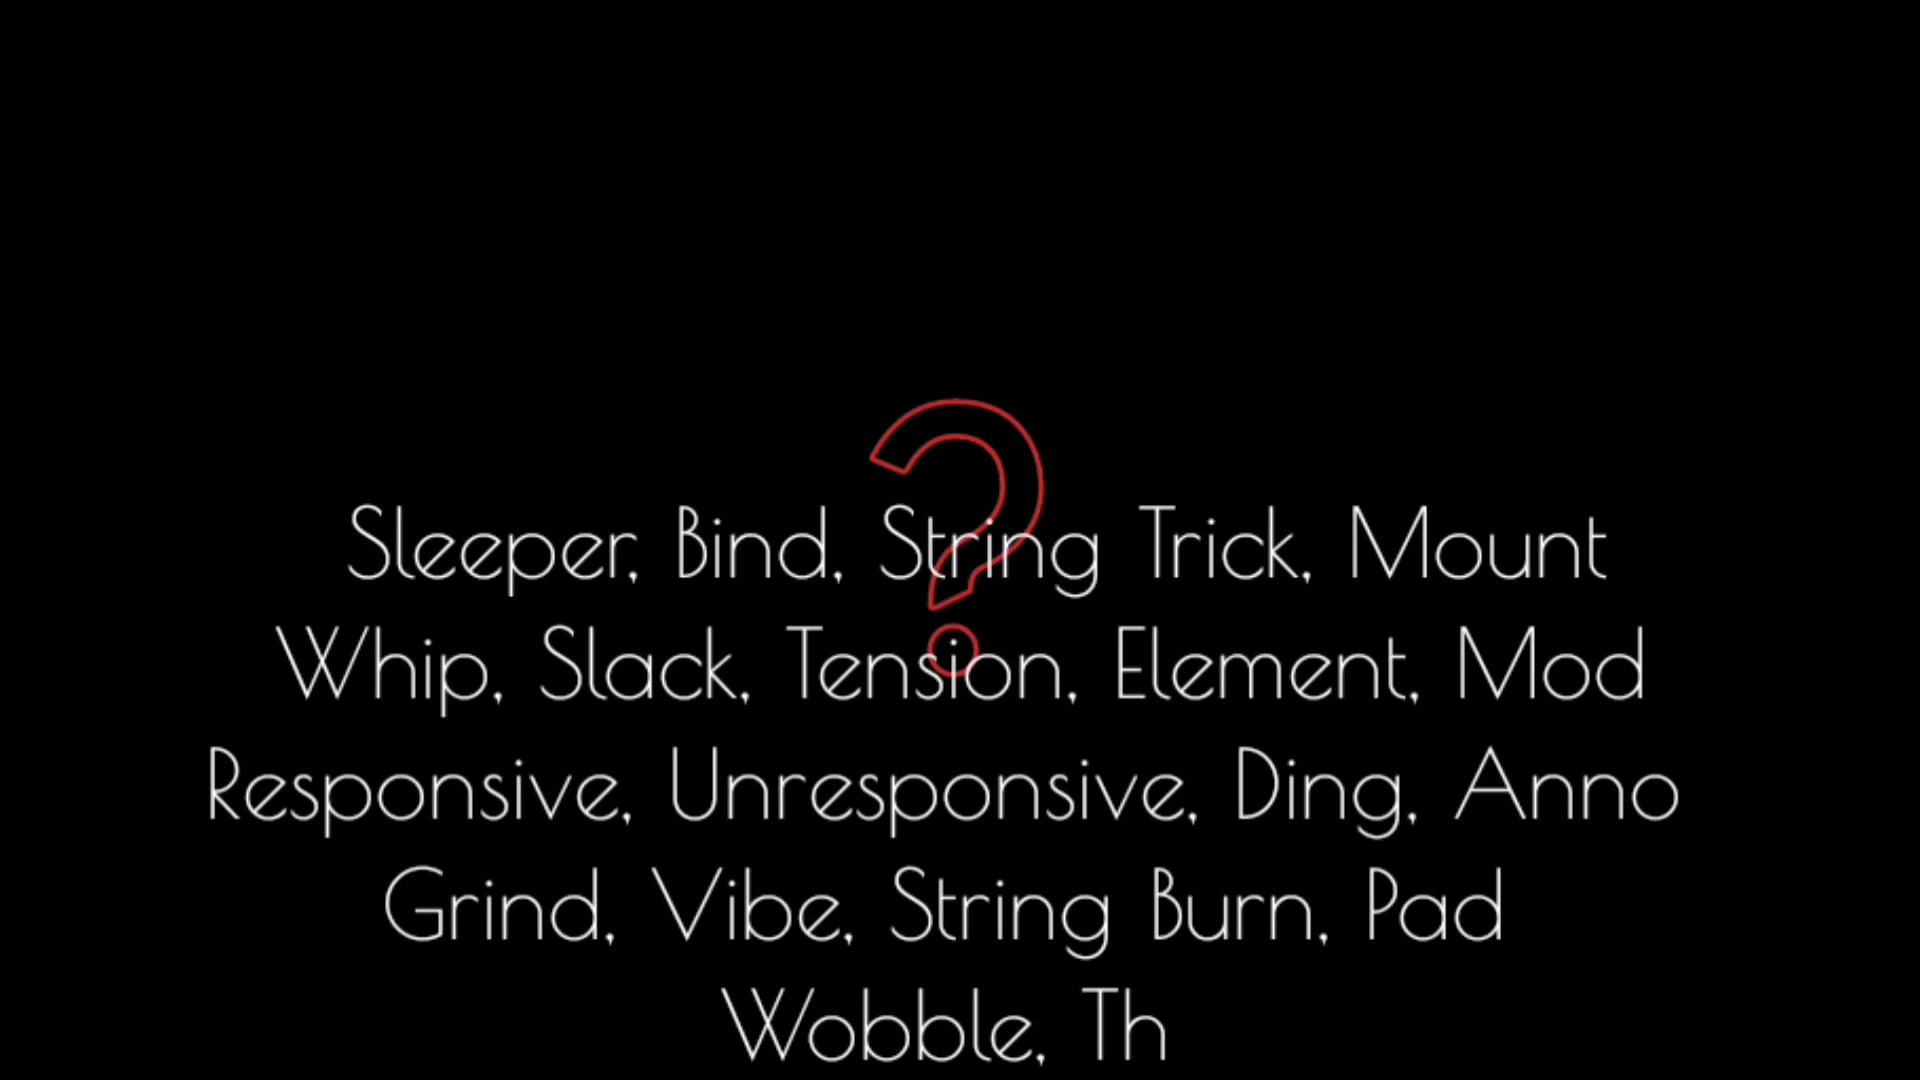 ?
Sleeper, Bind, String Trick, Mount
Whip, Slack, Tension, Element, Mod
Responsive, Unresponsive, Ding, Anno
Grind, Vibe, String Burn, Pad
Wobble, Th